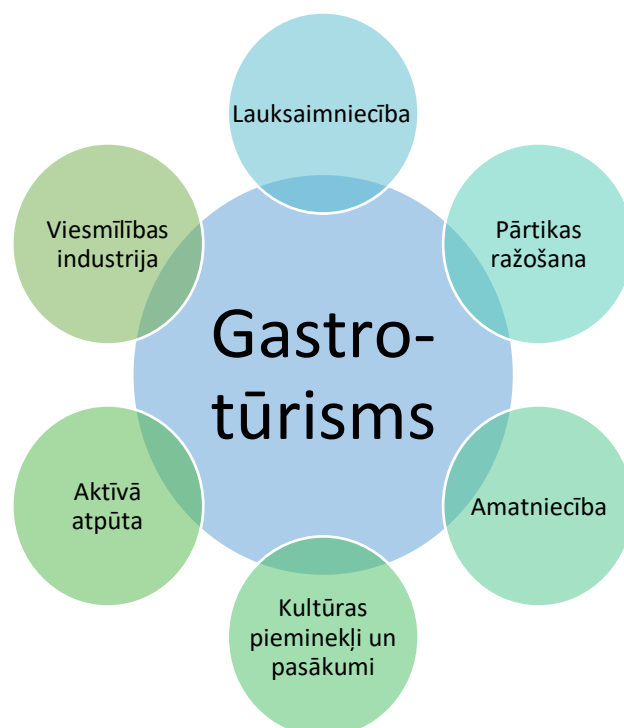 Lauksaimniecība
Viesmīlības
industrija
Pārtikas
ražošana
Gastro-
tūrisms
Aktīvā
atpūta
Amatniecība
Kultūras
pieminekļi un
pasākumi